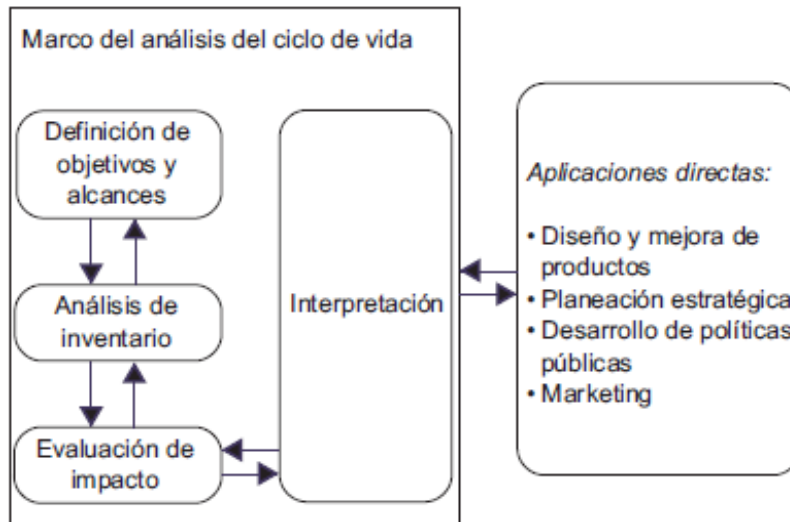 Marco del análisis del ciclo de vida
Definición de
objetivos y
alcances
Análisis de
inventario
Evaluación de
impacto
Interpretación
Aplicaciones directas:
• Diseño y mejora de
productos
• Planeación estratégica
• Desarrollo de políticas
públicas
• Marketing